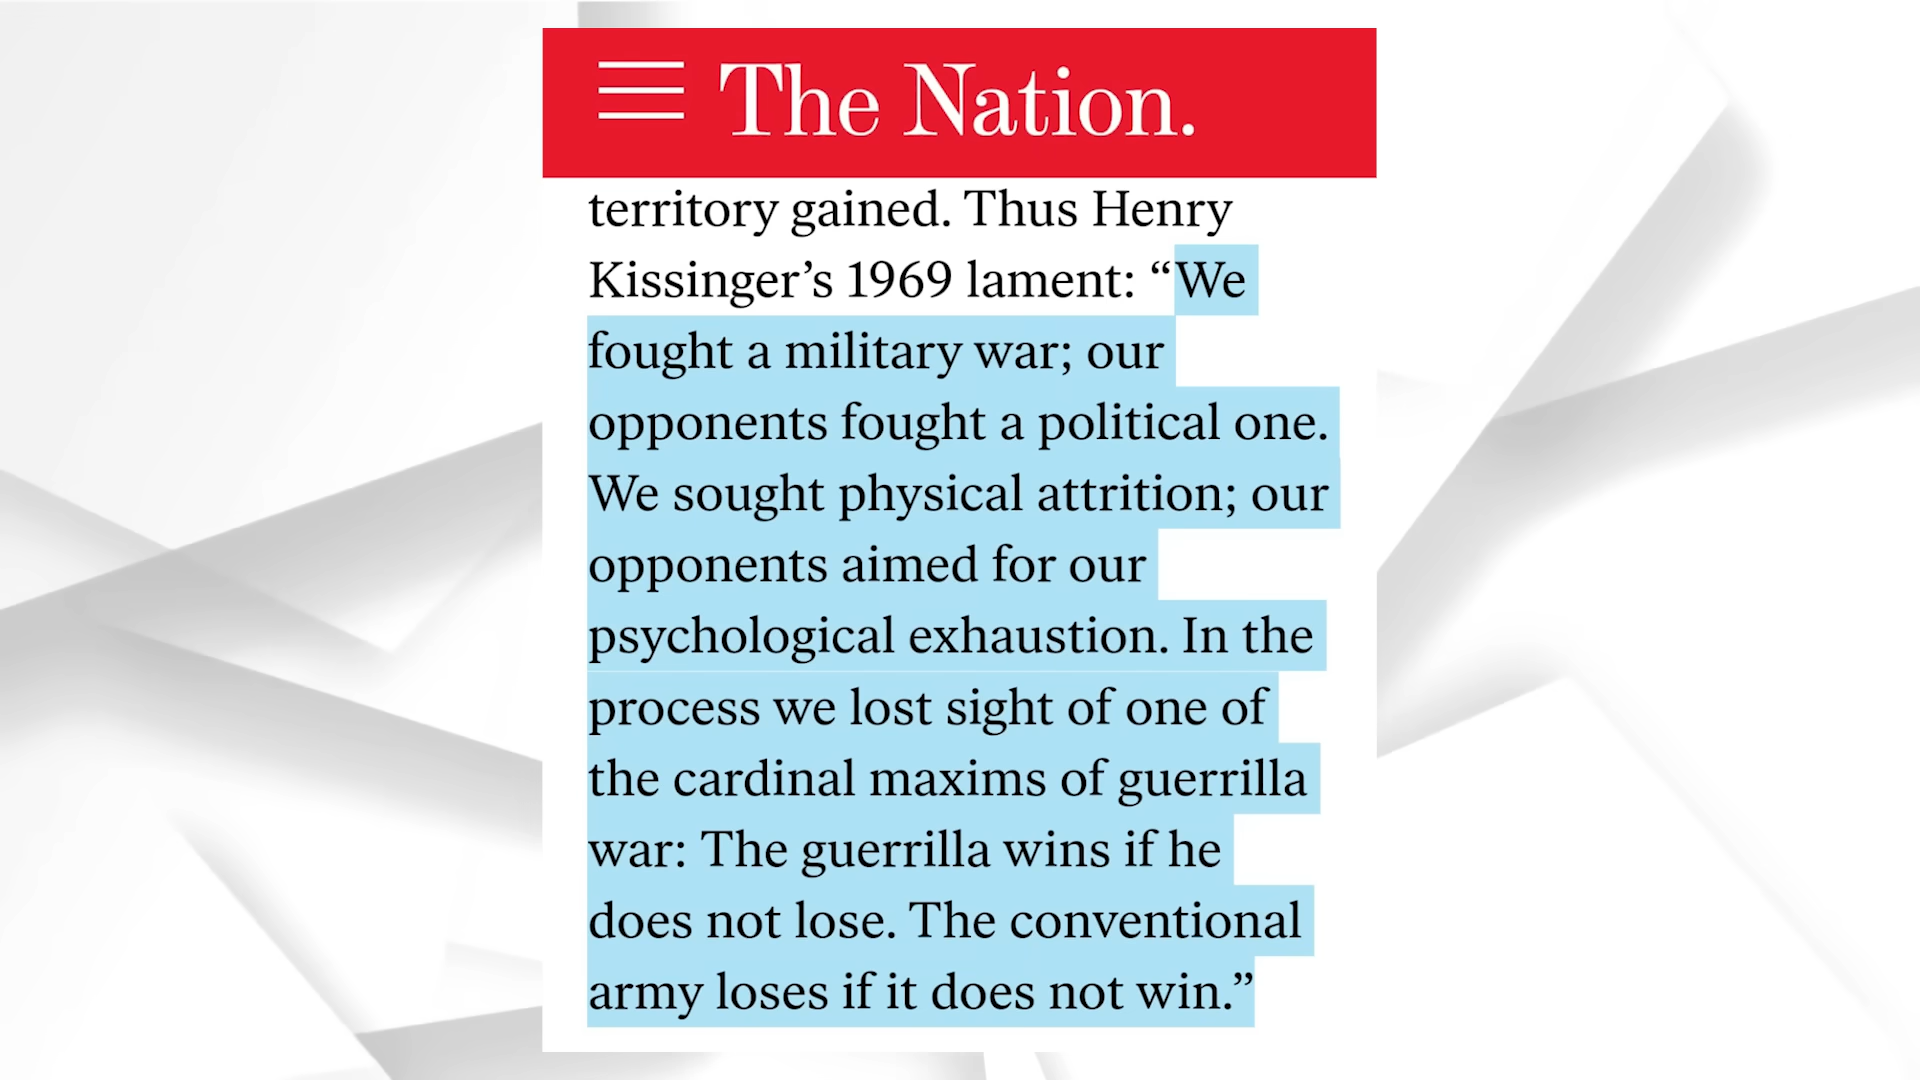 The Nation.
territory gained. Thus Henry
Kissinger’s 1969 lament: “We
fought a military war; our
opponents fought a political one.
We sought physical attrition; our
opponents aimed for our
psychological exhaustion. In the
process we lost sight of one of
the cardinal maxims of guerrilla
war: The guerrilla wins if he
does not lose. The conventional
army loses if it does not win.”